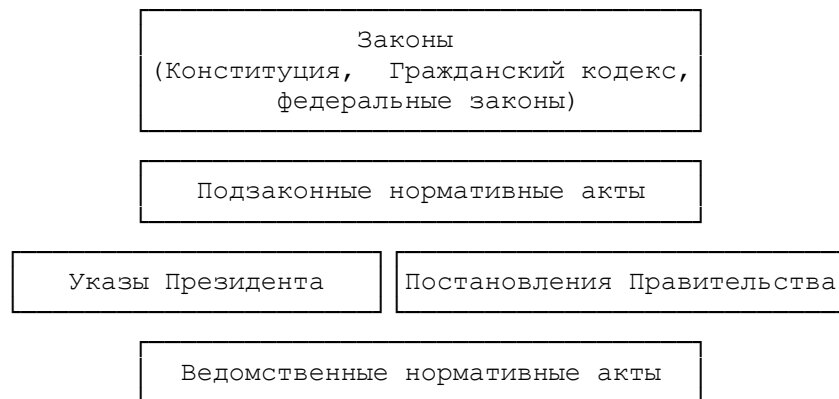 Законы
(Конституция, Гражданский кодекс,
федеральные законы)
Подзаконные нормативные акты
Указы Президента
Постановления Правительства
Ведомственные нормативные акты